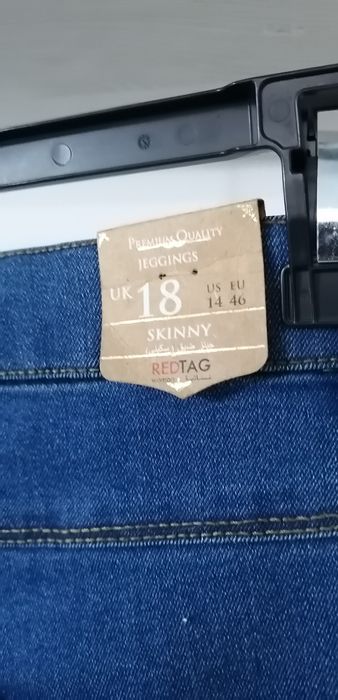 PREMIUM QUALITY
JEGGINGS
UK 18 US EU
14 46
SKINNY
REDTAG